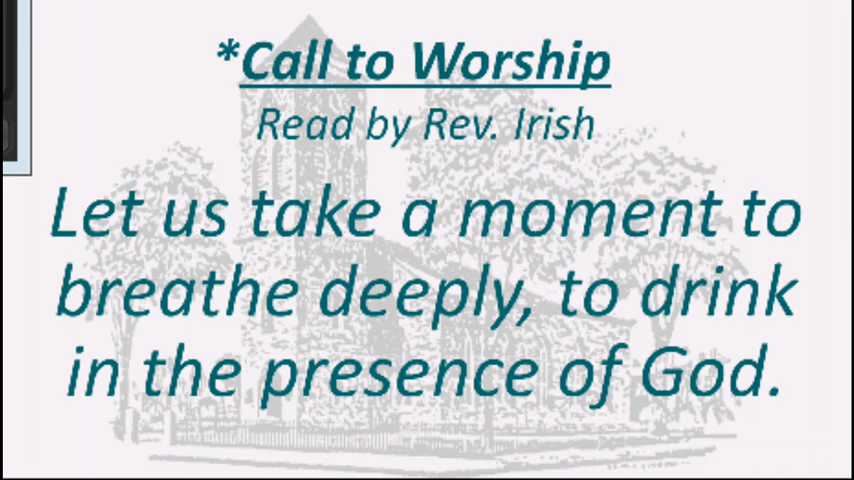 *Call to Worship
Read by Rev. Irish
Let us take a moment to
breathe deeply, to drink
in the presence of God.